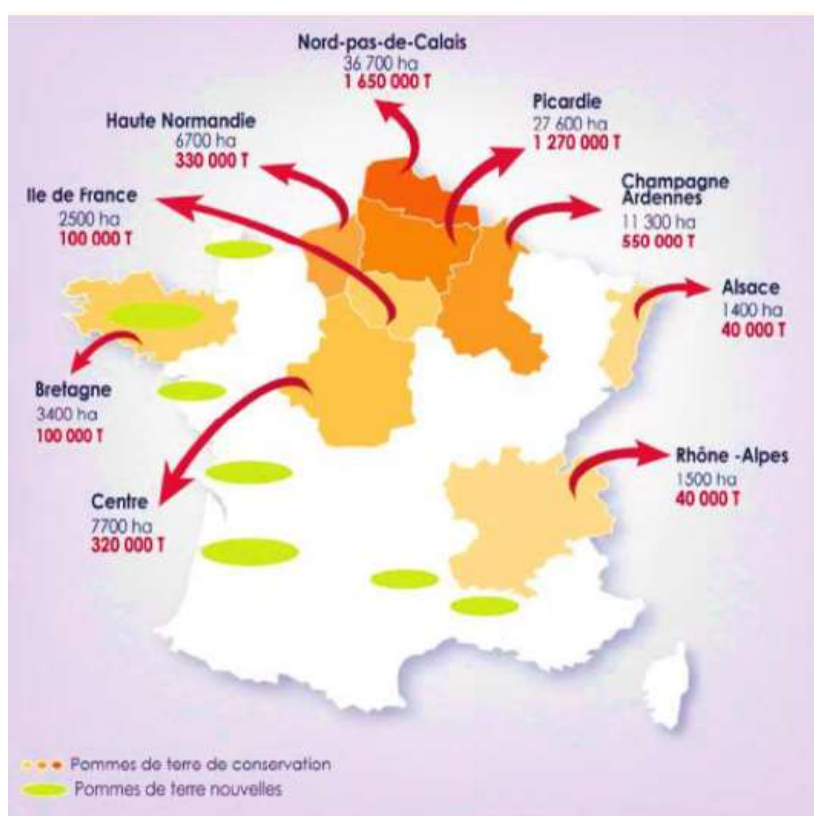 Nord-pas-de-Calais
36 700 ha
1 650 000 T
Picardie
27 600 ha
1 270 000 T
Haute Normandie
6700 ha
330 000 T
Champagne
Ardennes
11 300 ha
550 000 T
Ile de France
2500 ha
100 000 T
Alsace
1400 ha
40 000 T
Bretagne
3400 ha
100 000 T
Rhône -Alpes
1500 ha
40 000 T
Centre
7700 ha
320 000 T
Pommes de terre de conservation
Pommes de terre nouvelles